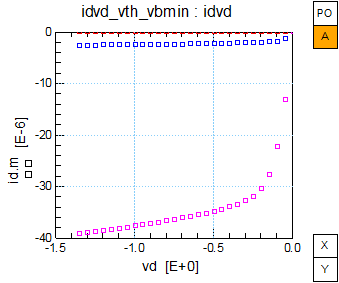 idvd_vth_vbmin : idvd
PO
A
0
-10
-20
-30
-40
id.m [E-6]
-1.5
-1.0
-0.5
0.0
vd [E+0]
X
Y